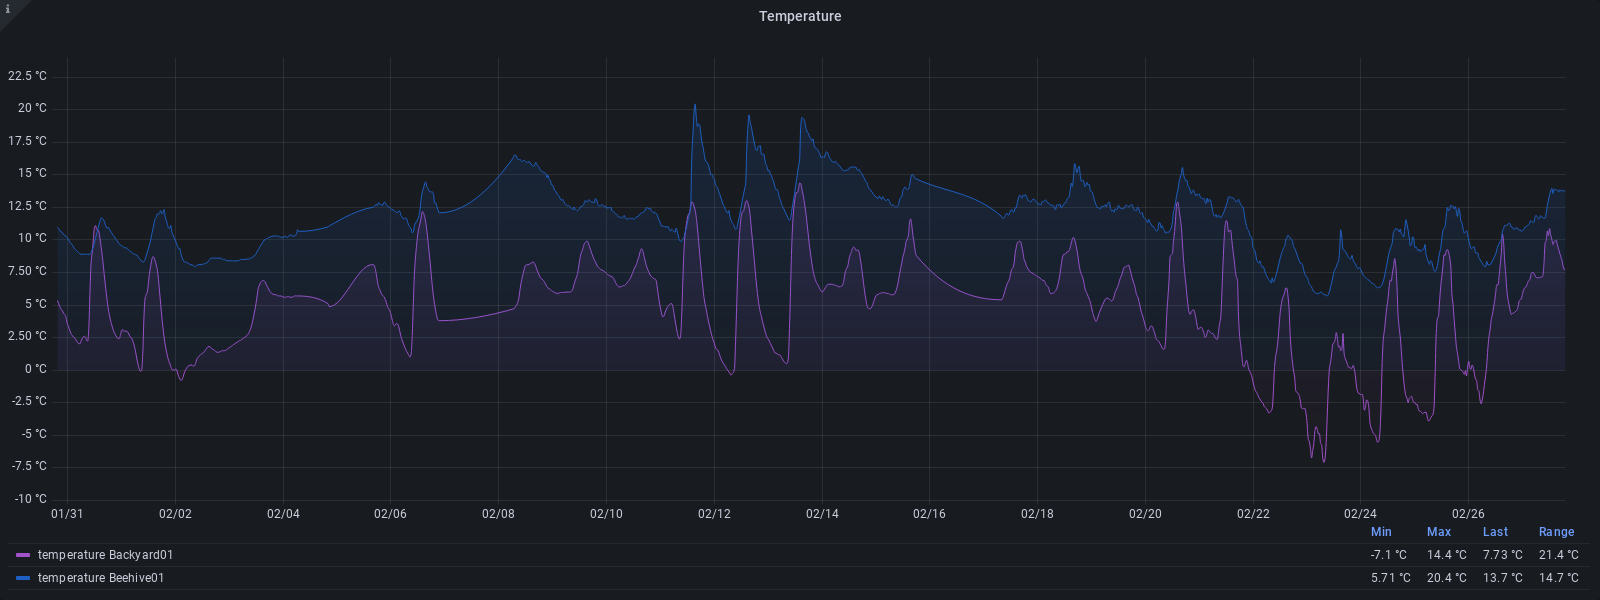 i
Temperature
22.5 °C
20 °C
17.5 °C
15 °C
12.5 °C
10 °C
7.50 °C
5 °C
2.50 °C
0 °C
-2.5 °C
-5 °C
-7.5 °C
-10 °C
01/31 02/02 02/04 02/06 02/08 02/10 02/12 02/14 02/16 02/18 02/20 02/22 02/24 02/26
Min Max Last Range
temperature Backyard01 -7.1 °C 14.4 °C 7.73 °C 21.4 °C
temperature Beehive01 5.71 °C 20.4 °C 13.7 °C 14.7 °C